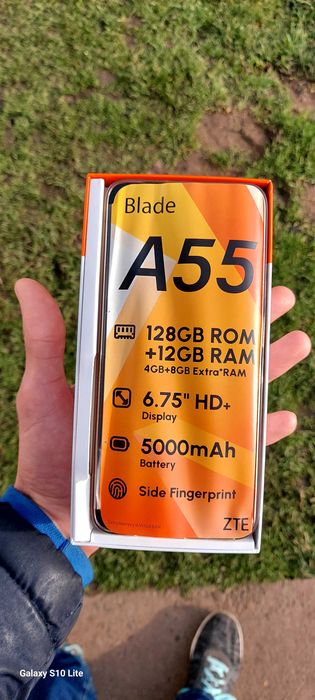 Blade
A55
128GB ROM
+12GB RAM
4GB+8GB Extra*RAM
6.75" HD+
Display
5000mAh
Battery
Side Fingerprint
ZTE
Galaxy S10 Lite